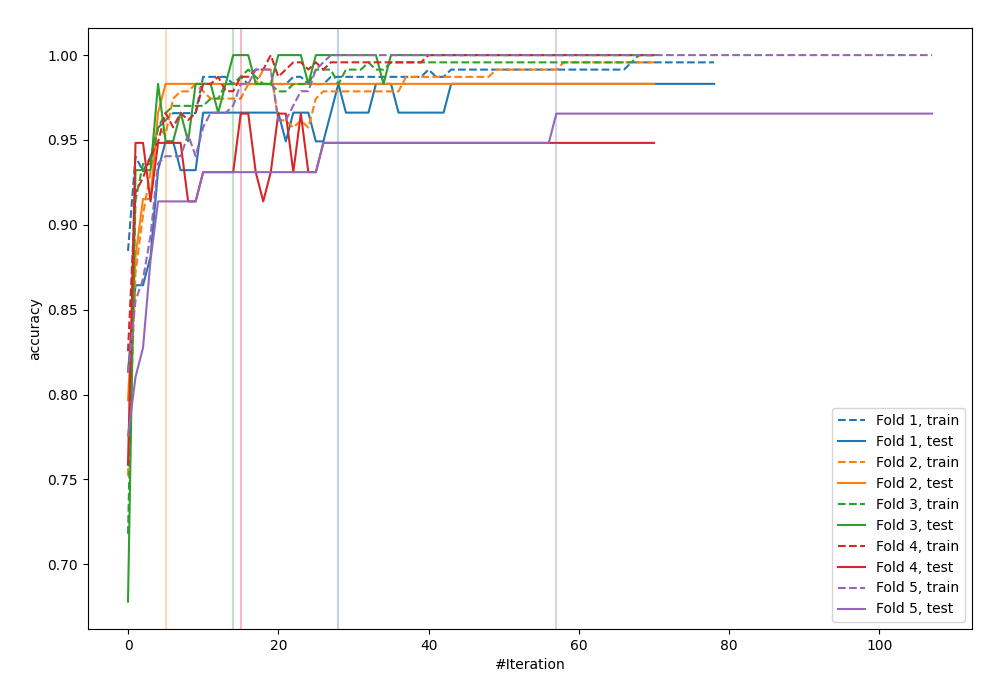 1.00
0.95
0.90
0.85
0.80
0.75
0.70
accuracy
0
20
40
60
80
100
#Iteration
Fold 1, train
Fold 1, test
Fold 2, train
Fold 2, test
Fold 3, train
Fold 3, test
Fold 4, train
Fold 4, test
Fold 5, train
Fold 5, test